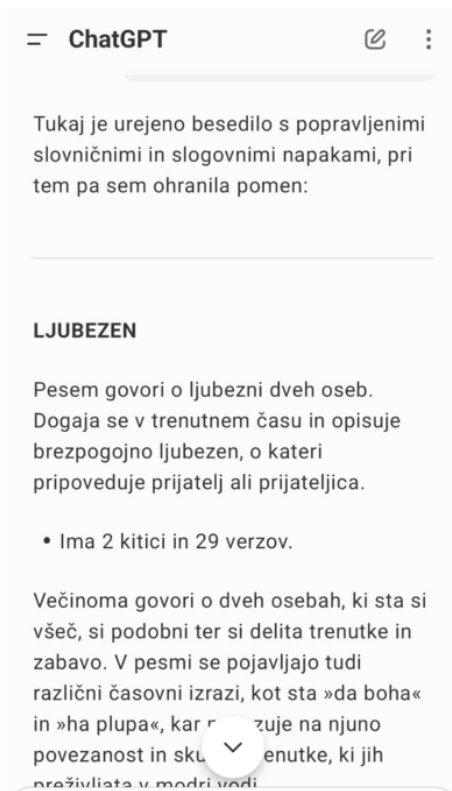 ChatGPT
Tukaj je urejeno besedilo s popravljenimi
slovničnimi in slogovnimi napakami, pri
tem pa sem ohranila pomen:
LJUBEZEN
Pesem govori o ljubezni dveh oseb.
Dogaja se v trenutnem času in opisuje
brezpogojno ljubezen, o kateri
pripoveduje prijatelj ali prijateljica.
• Ima 2 kitici in 29 verzov.
Večinoma govori o dveh osebah, ki sta si
všeč, si podobni ter si delita trenutke in
zabavo. V pesmi se pojavljajo tudi
različni časovni izrazi, kot sta »da boha«
in »ha plupa«, kar na njuno
povezanost in ki jih
preživljata v modri vodi